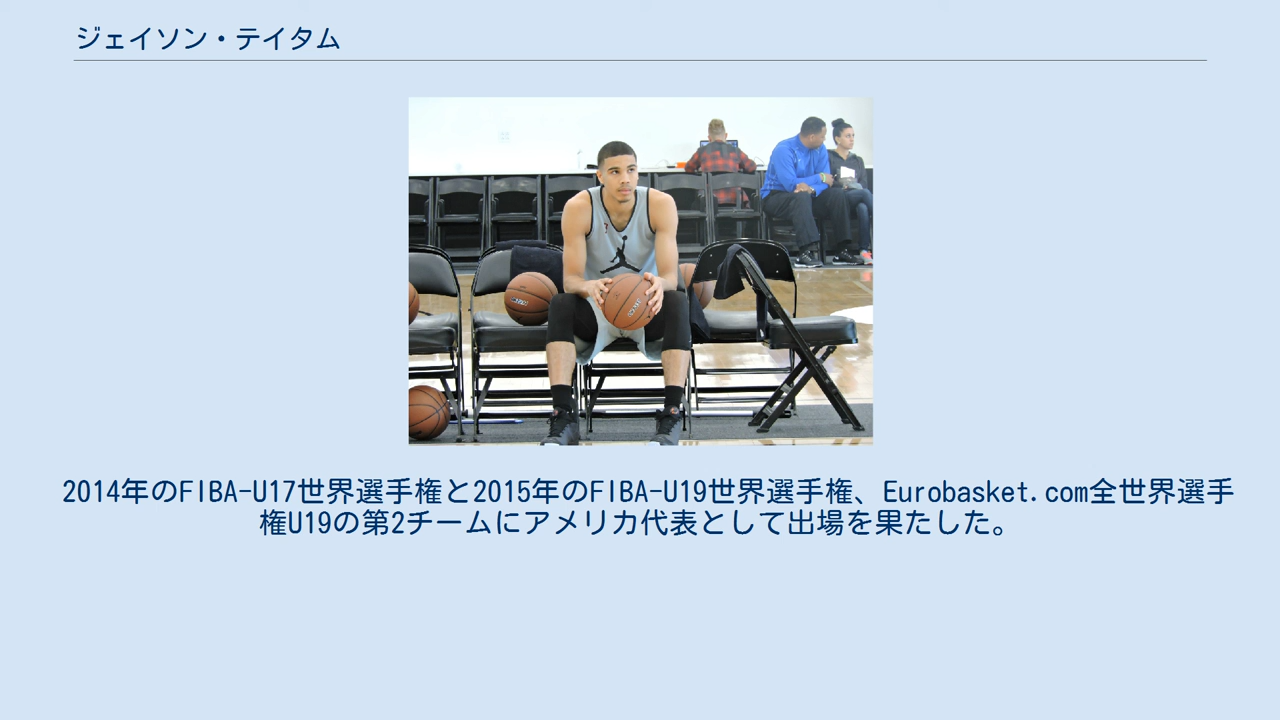 ジェイソン・テイタム
2014年のFIBA-U17世界選手権と2015年のFIBA-U19世界選手権、Eurobasket.com全世界選手
権U19の第2チームにアメリカ代表として出場を果たした。